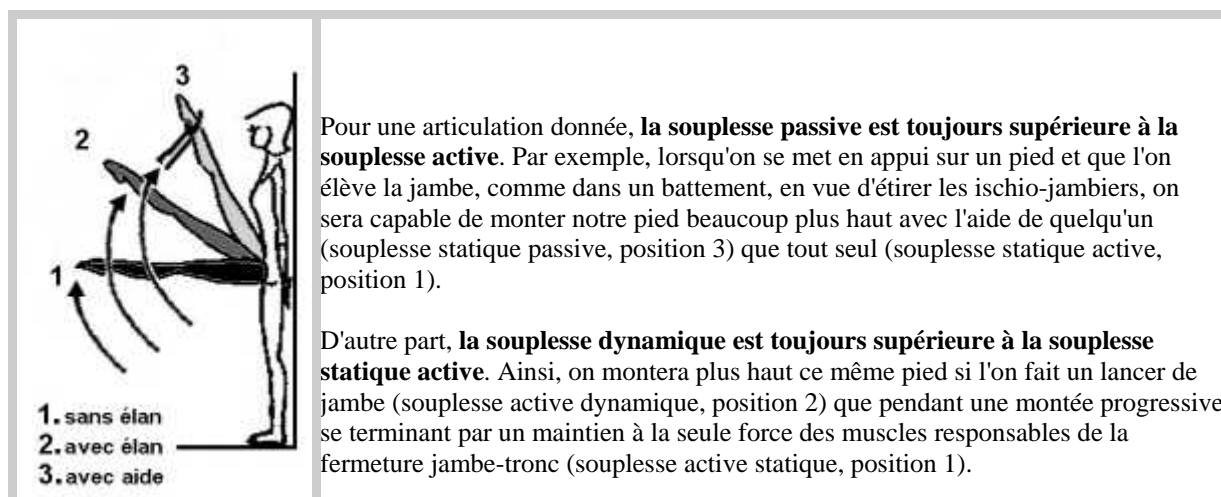 3
2
1
1. sans élan
2. avec élan
3. avec aide
Pour une articulation donnée, la souplesse passive est toujours supérieure à la
souplesse active. Par exemple, lorsqu'on se met en appui sur un pied et que l'on
élève la jambe, comme dans un battement, en vue d'étirer les ischio-jambiers, on
sera capable de monter notre pied beaucoup plus haut avec l'aide de quelqu'un
(souplesse statique passive, position 3) que tout seul (souplesse statique active,
position 1).
D'autre part, la souplesse dynamique est toujours supérieure à la souplesse
statique active. Ainsi, on montera plus haut ce même pied si l'on fait un lancer de
jambe (souplesse active dynamique, position 2) que pendant une montée progressive
se terminant par un maintien à la seule force des muscles responsables de la
fermeture jambe-tronc (souplesse active statique, position 1).